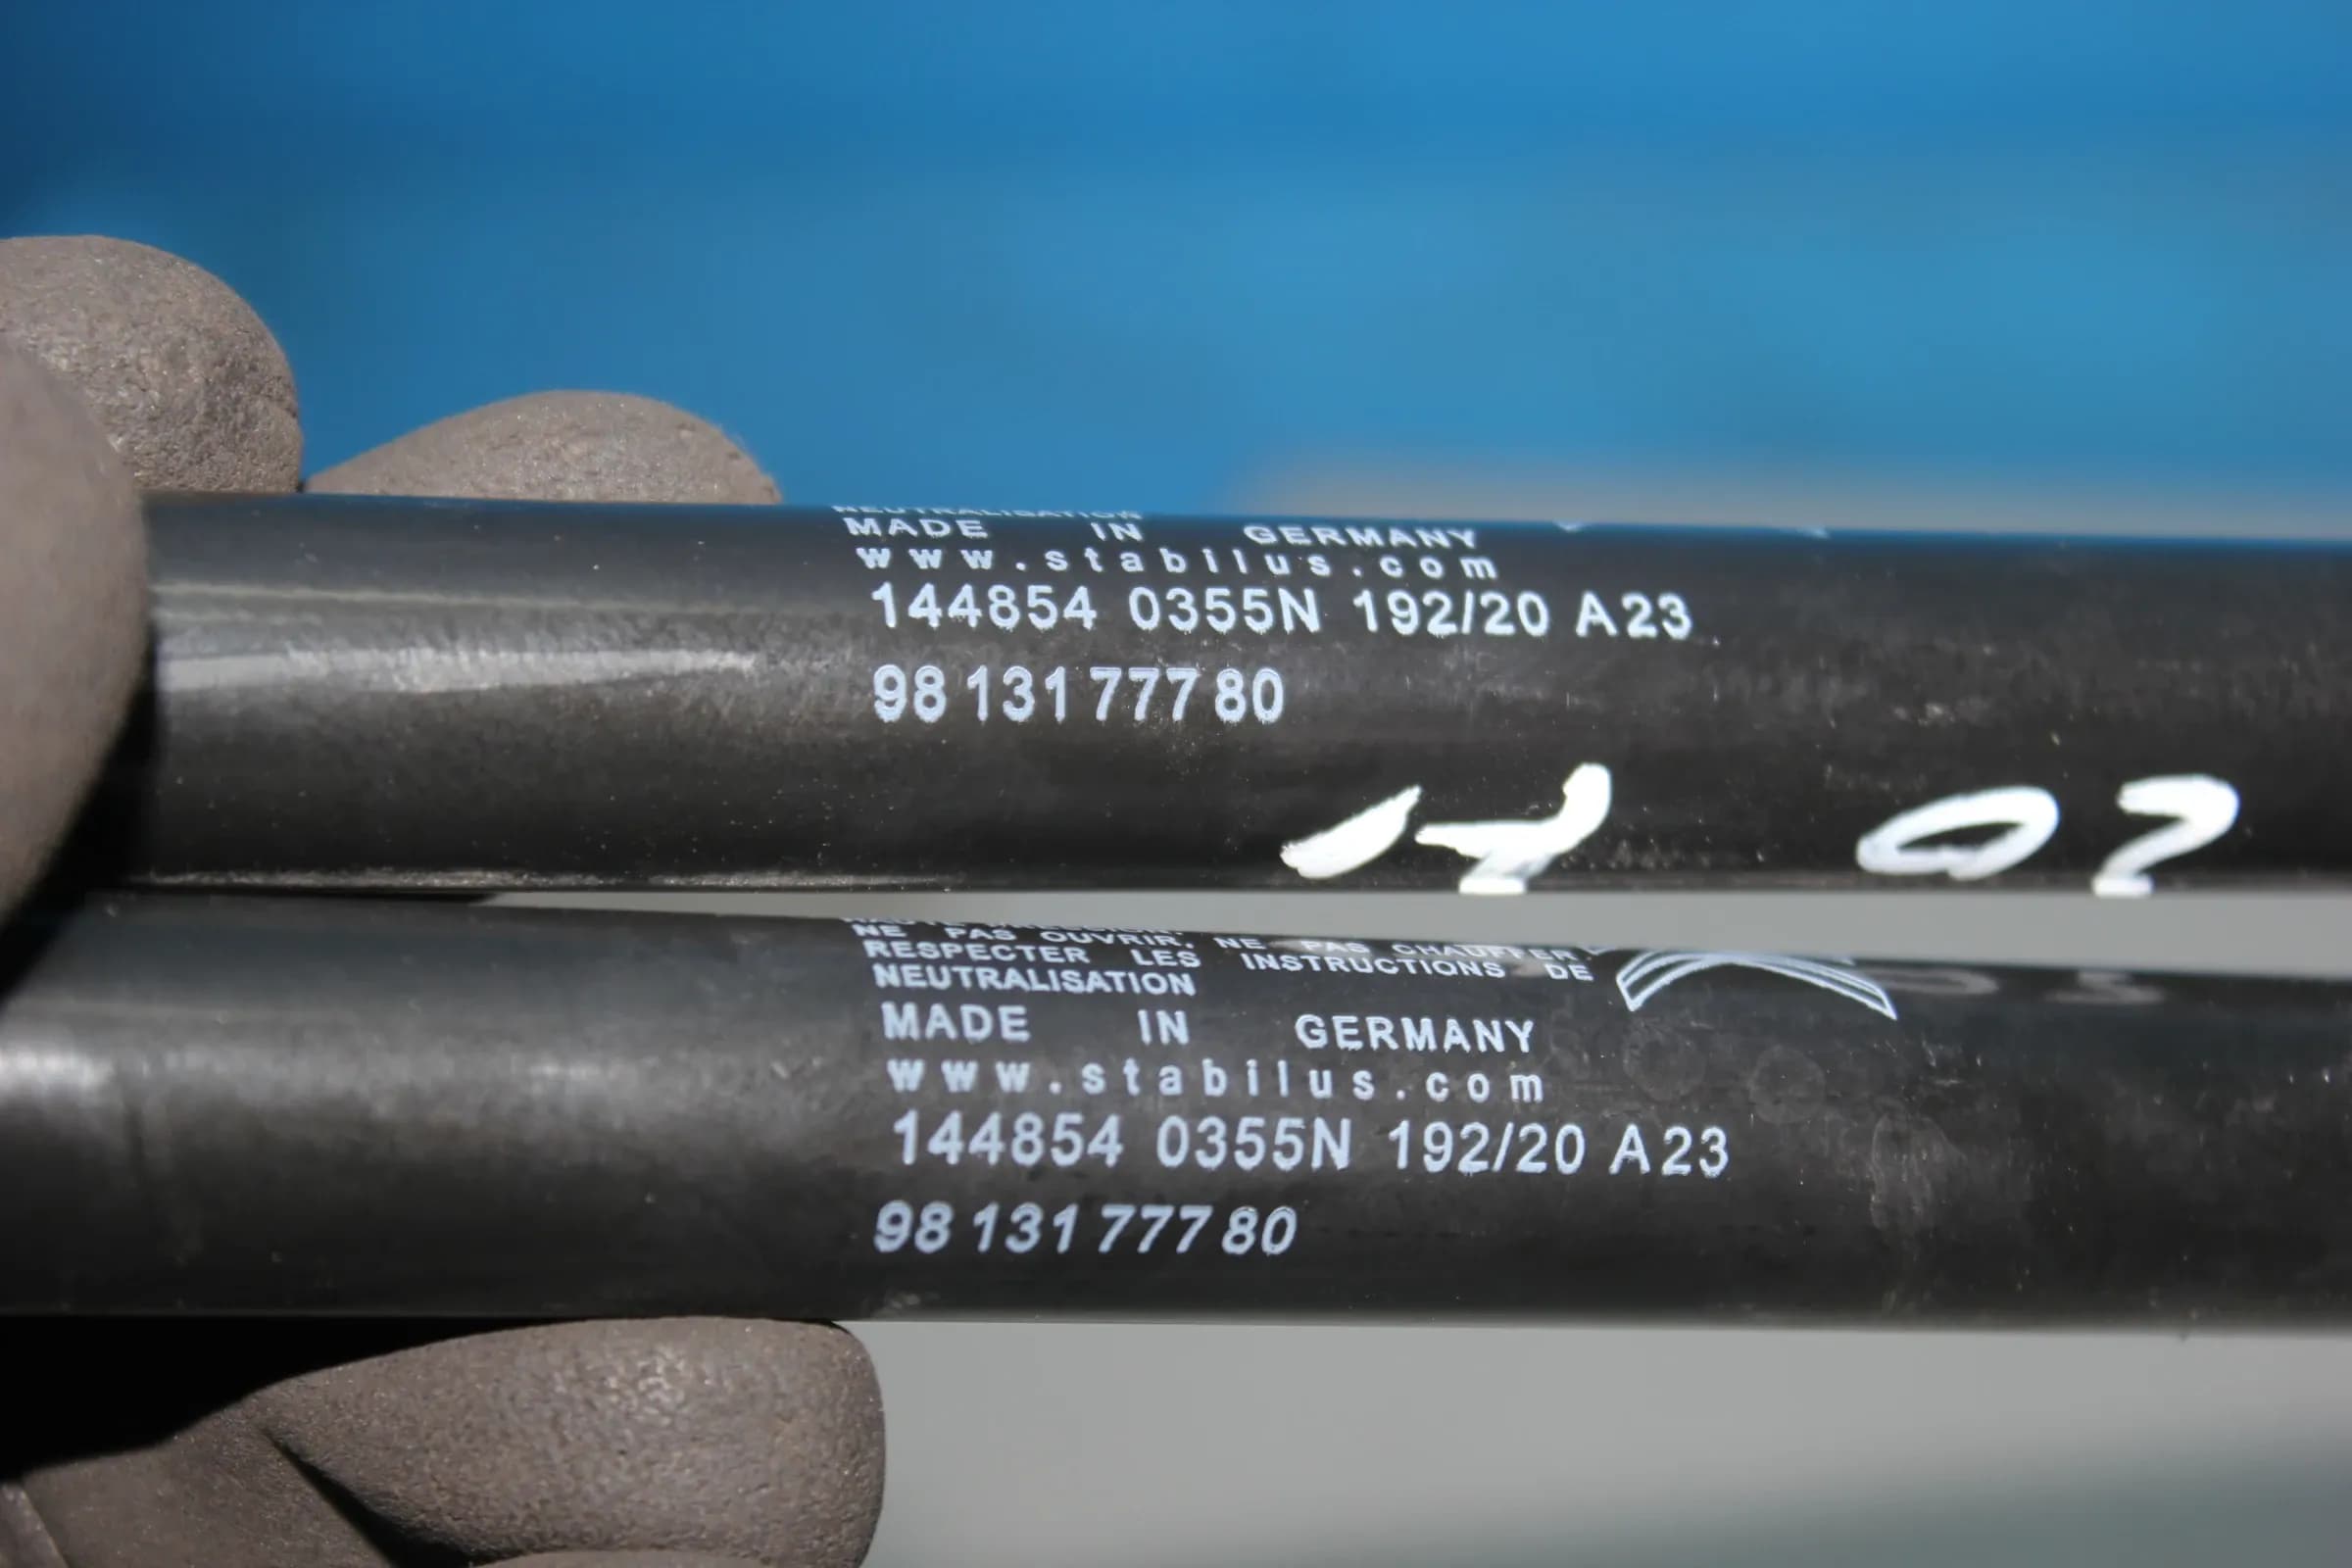 NEUTRALISATION
MADE IN GERMANY
www.stabilus.com
144854 0355N 192/20 A23
98 131 777 80
NE PAS OUVRIR. NE PAS CHAUFFER.
RESPECTER LES INSTRUCTIONS DE
NEUTRALISATION
MADE IN GERMANY
www.stabilus.com
144854 0355N 192/20 A23
98 131 777 80